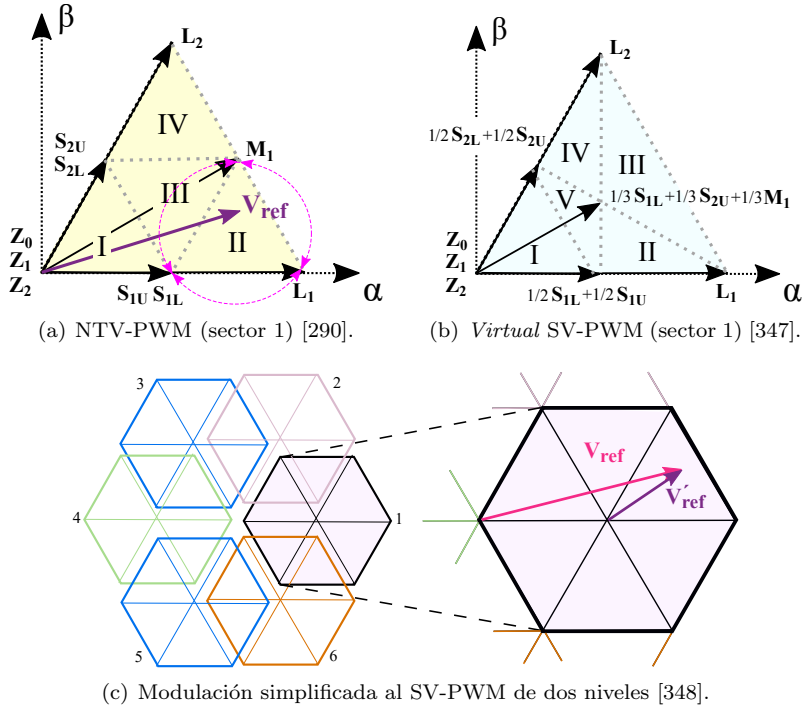 β
L2
IV
S2U
S2L
M1
III
Vref
Z0
Z1
Z2
I
II
S1U S1L
L1
α
(a) NTV-PWM (sector 1) [290].
β
L2
1/2 S2L+1/2 S2U
IV
III
V
1/3 S1L+1/3 S2U+1/3 M1
Z0
Z1
Z2
I
II
1/2 S1L+1/2 S1U
L1
α
(b) Virtual SV-PWM (sector 1) [347].
3
2
4
1
5
6
Vref
V′ref
(c) Modulación simplificada al SV-PWM de dos niveles [348].